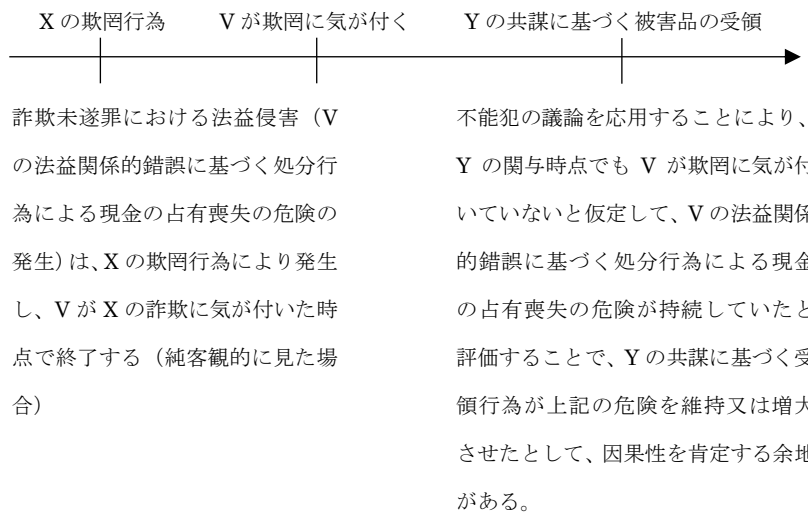 X の欺罔行為 V が欺罔に気が付く Y の共謀に基づく被害品の受領
詐欺未遂罪における法益侵害（V
の法益関係的錯誤に基づく処分行
為による現金の占有喪失の危険の
発生）は、X の欺罔行為により発生
し、V が X の詐欺に気が付いた時
点で終了する（純客観的に見た場
合）
不能犯の議論を応用することにより、
Y の関与時点でも V が欺罔に気が付
いていないと仮定して、V の法益関係
的錯誤に基づく処分行為による現金
の占有喪失の危険が持続していたと
評価することで、Y の共謀に基づく受
領行為が上記の危険を維持又は増大
させたとして、因果性を肯定する余地
がある。